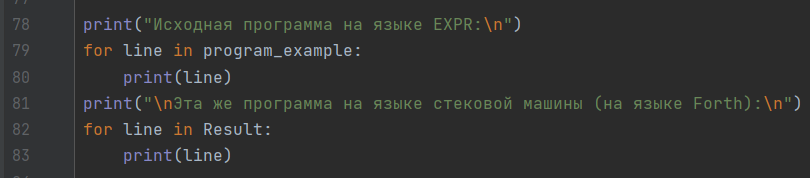 78 print("Исходная программа на языке EXPR:\n")
79 for line in program_example:
80     print(line)
81 print("\nЭта же программа на языке стековой машины (на языке Forth):\n")
82 for line in Result:
83     print(line)